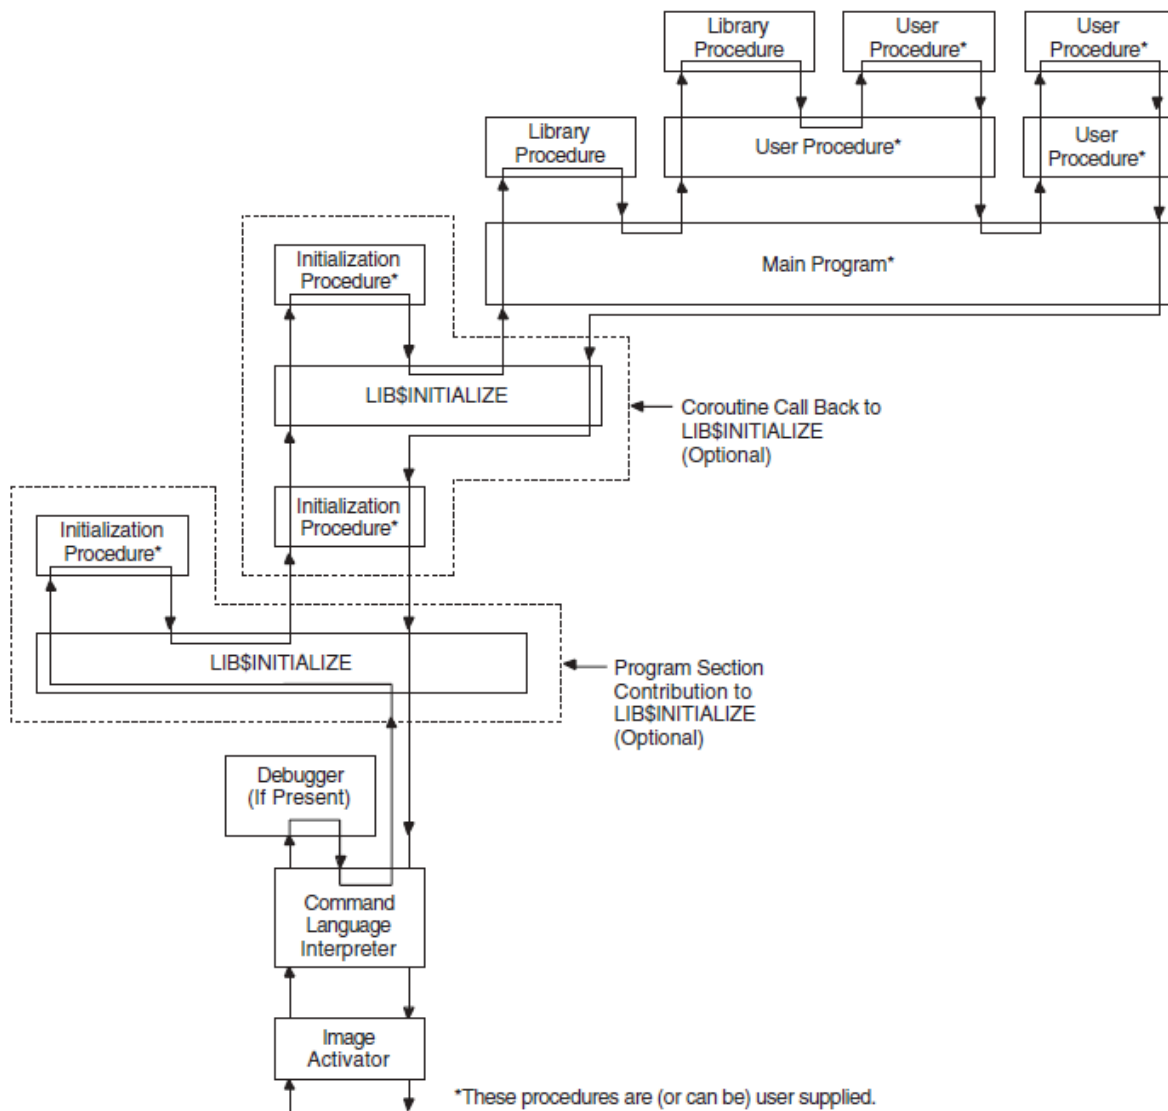 Library
Procedure
User
Procedure*
User
Procedure*
Library
Procedure
User Procedure*
User
Procedure*
Initialization
Procedure*
Main Program*
LIB$INITIALIZE
Coroutine Call Back to
LIB$INITIALIZE
(Optional)
Initialization
Procedure*
Initialization
Procedure*
LIB$INITIALIZE
Program Section
Contribution to
LIB$INITIALIZE
(Optional)
Debugger
(If Present)
Command
Language
Interpreter
Image
Activator
*These procedures are (or can be) user supplied.